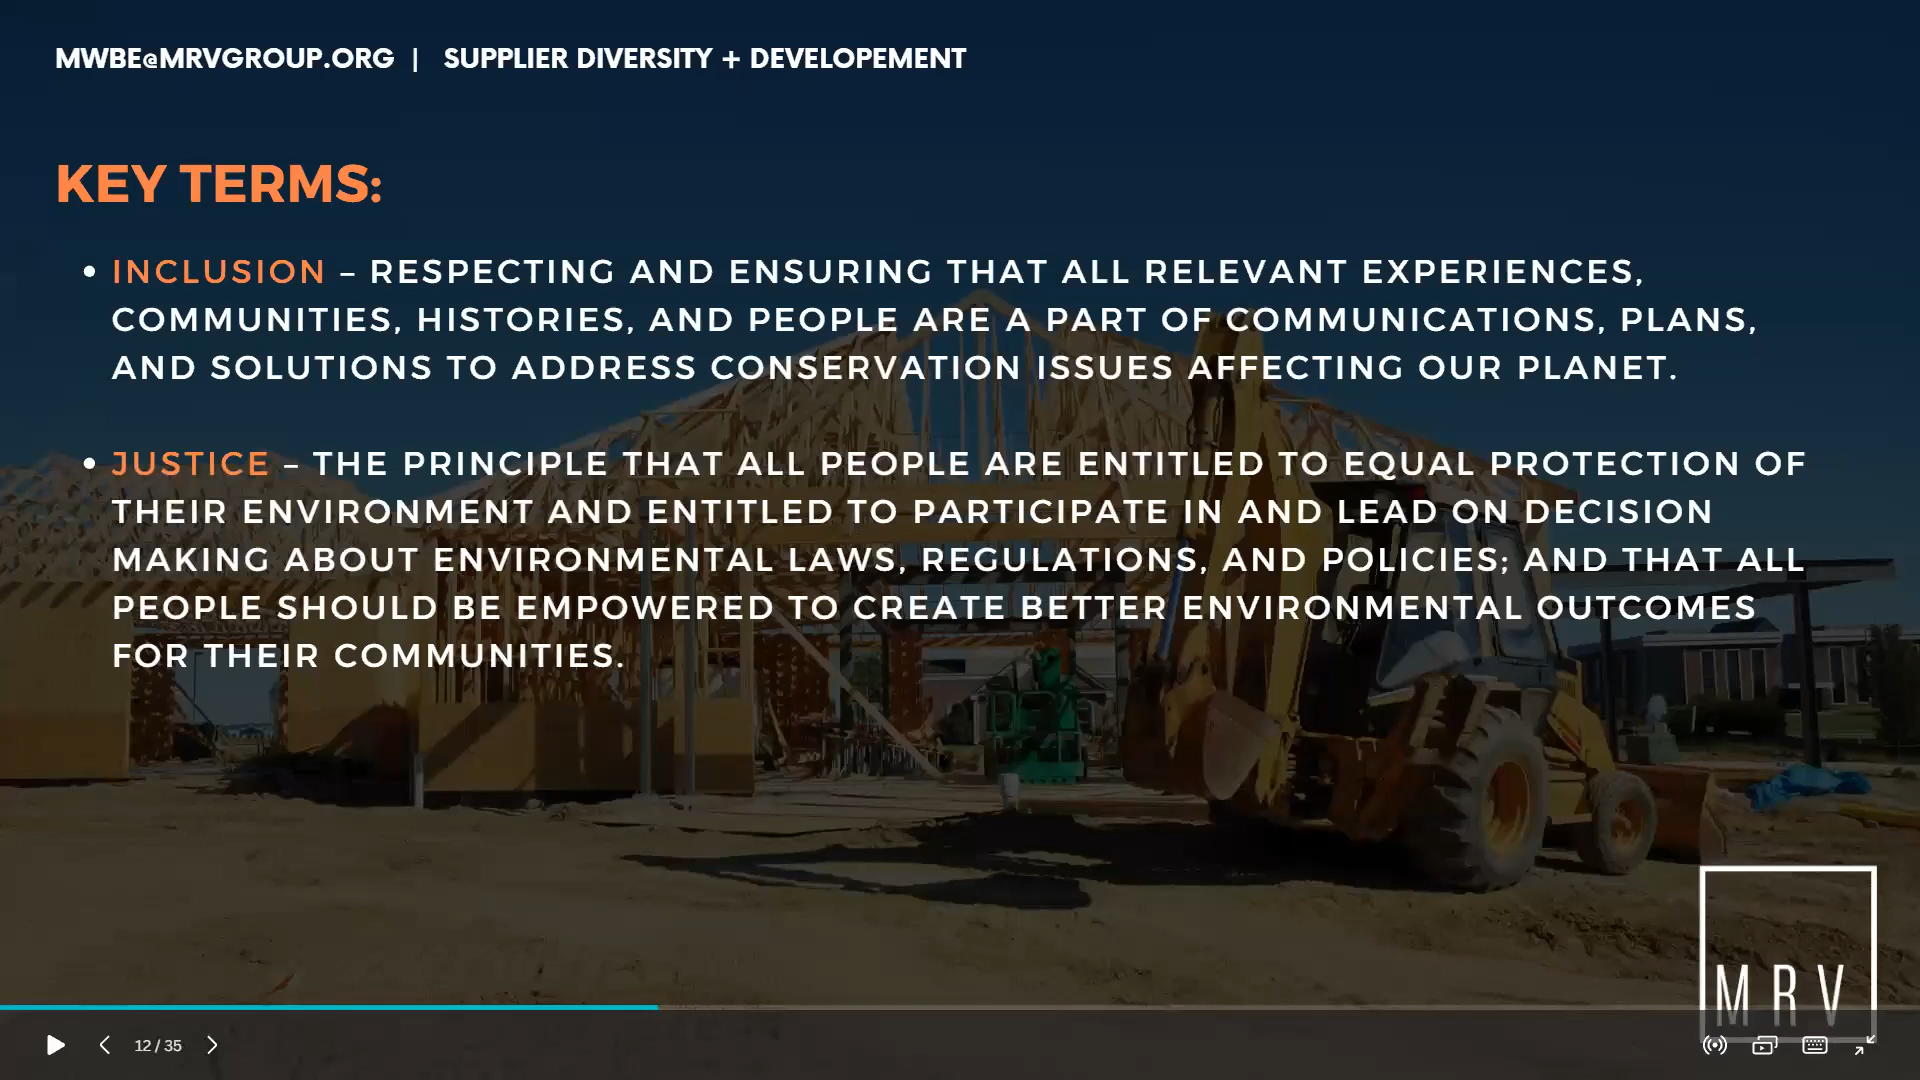 MWBE@MRVGROUP.ORG | SUPPLIER DIVERSITY + DEVELOPEMENT
KEY TERMS:
• INCLUSION – RESPECTING AND ENSURING THAT ALL RELEVANT EXPERIENCES,
COMMUNITIES, HISTORIES, AND PEOPLE ARE A PART OF COMMUNICATIONS, PLANS,
AND SOLUTIONS TO ADDRESS CONSERVATION ISSUES AFFECTING OUR PLANET.
• JUSTICE – THE PRINCIPLE THAT ALL PEOPLE ARE ENTITLED TO EQUAL PROTECTION OF
THEIR ENVIRONMENT AND ENTITLED TO PARTICIPATE IN AND LEAD ON DECISION
MAKING ABOUT ENVIRONMENTAL LAWS, REGULATIONS, AND POLICIES; AND THAT ALL
PEOPLE SHOULD BE EMPOWERED TO CREATE BETTER ENVIRONMENTAL OUTCOMES
FOR THEIR COMMUNITIES.
MRV
12 / 35